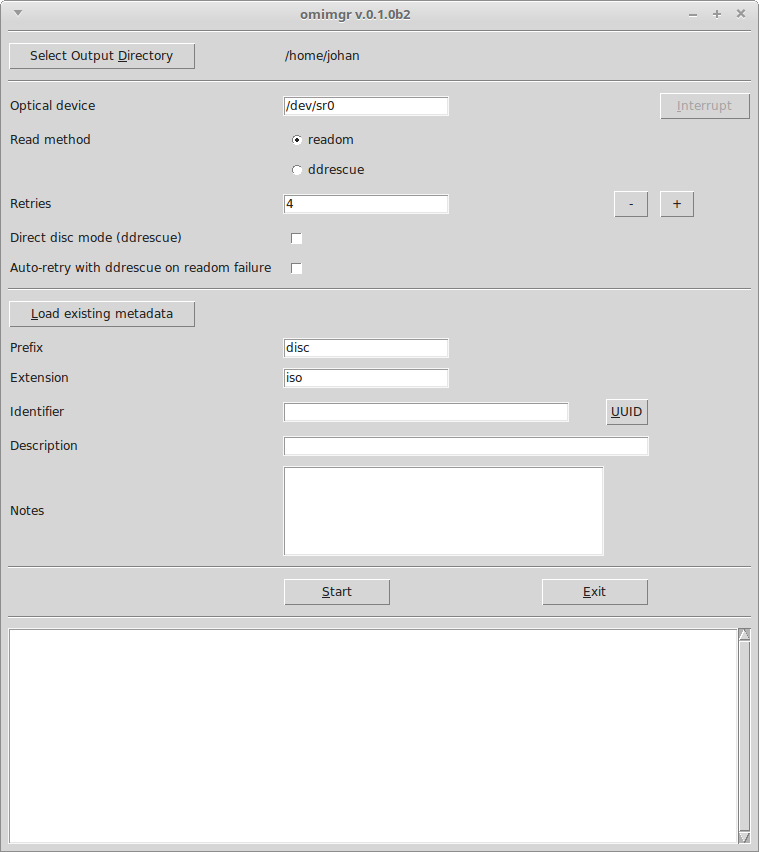 omimgr v.0.1.0b2
Select Output Directory /home/johan
Optical device /dev/sr0 Interrupt
Read method readom
ddrescue
Retries 4 - +
Direct disc mode (ddrescue)
Auto-retry with ddrescue on readom failure
Load existing metadata
Prefix disc
Extension iso
Identifier UUID
Description
Notes
Start Exit